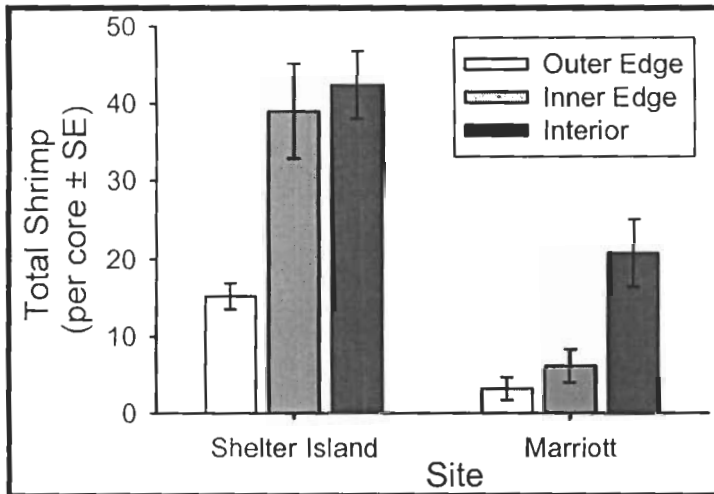 Total Shrimp
(per core ± SE)
50
40
30
20
10
0
Outer Edge
Inner Edge
Interior
Shelter Island
Marriott
Site